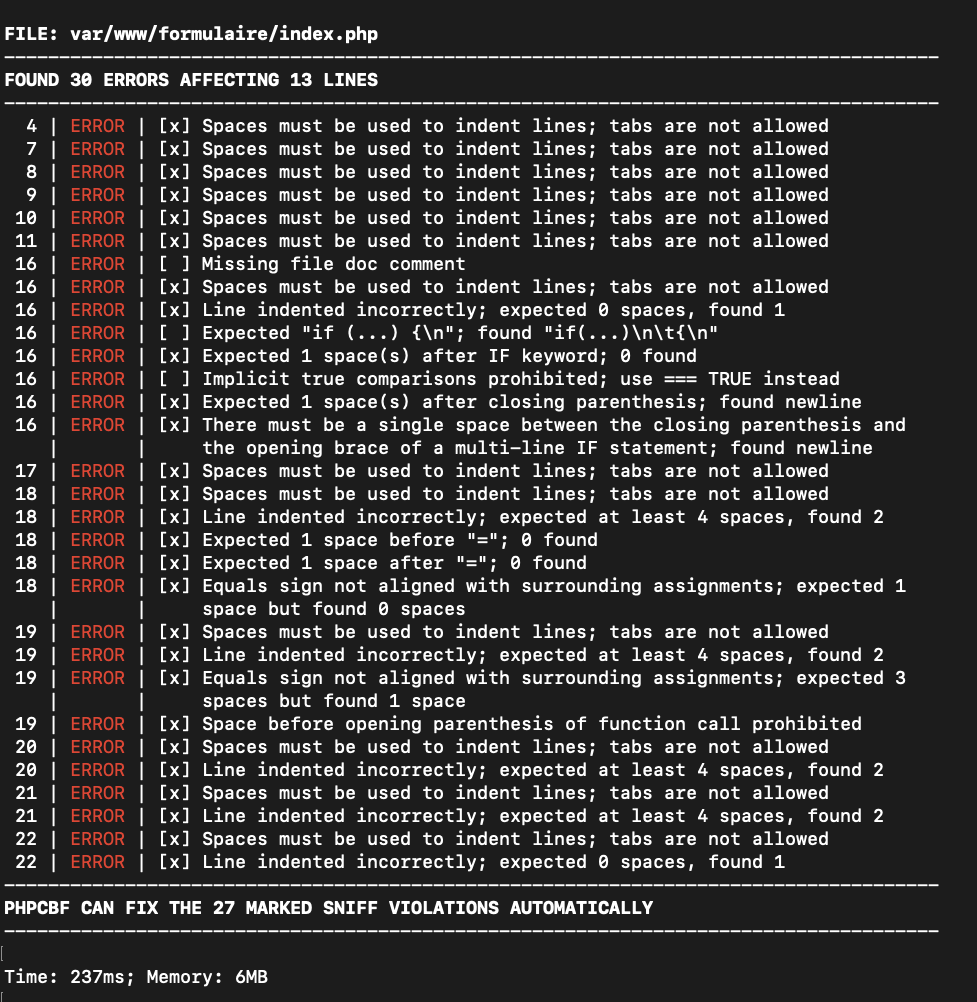 FILE: var/www/formulaire/index.php
--------------------------------------------------------------------------------------
FOUND 30 ERRORS AFFECTING 13 LINES
--------------------------------------------------------------------------------------
  4 | ERROR | [x] Spaces must be used to indent lines; tabs are not allowed
  7 | ERROR | [x] Spaces must be used to indent lines; tabs are not allowed
  8 | ERROR | [x] Spaces must be used to indent lines; tabs are not allowed
  9 | ERROR | [x] Spaces must be used to indent lines; tabs are not allowed
 10 | ERROR | [x] Spaces must be used to indent lines; tabs are not allowed
 11 | ERROR | [x] Spaces must be used to indent lines; tabs are not allowed
 16 | ERROR | [ ] Missing file doc comment
 16 | ERROR | [x] Spaces must be used to indent lines; tabs are not allowed
 16 | ERROR | [x] Line indented incorrectly; expected 0 spaces, found 1
 16 | ERROR | [ ] Expected "if (...) {\n"; found "if(...)\n\t{\n"
 16 | ERROR | [x] Expected 1 space(s) after IF keyword; 0 found
 16 | ERROR | [ ] Implicit true comparisons prohibited; use === TRUE instead
 16 | ERROR | [x] Expected 1 space(s) after closing parenthesis; found newline
 16 | ERROR | [x] There must be a single space between the closing parenthesis and
    |       |     the opening brace of a multi-line IF statement; found newline
 17 | ERROR | [x] Spaces must be used to indent lines; tabs are not allowed
 18 | ERROR | [x] Spaces must be used to indent lines; tabs are not allowed
 18 | ERROR | [x] Line indented incorrectly; expected at least 4 spaces, found 2
 18 | ERROR | [x] Expected 1 space before "="; 0 found
 18 | ERROR | [x] Expected 1 space after "="; 0 found
 18 | ERROR | [x] Equals sign not aligned with surrounding assignments; expected 1
    |       |     space but found 0 spaces
 19 | ERROR | [x] Spaces must be used to indent lines; tabs are not allowed
 19 | ERROR | [x] Line indented incorrectly; expected at least 4 spaces, found 2
 19 | ERROR | [x] Equals sign not aligned with surrounding assignments; expected 3
    |       |     spaces but found 1 space
 19 | ERROR | [x] Space before opening parenthesis of function call prohibited
 20 | ERROR | [x] Spaces must be used to indent lines; tabs are not allowed
 20 | ERROR | [x] Line indented incorrectly; expected at least 4 spaces, found 2
 21 | ERROR | [x] Spaces must be used to indent lines; tabs are not allowed
 21 | ERROR | [x] Line indented incorrectly; expected at least 4 spaces, found 2
 22 | ERROR | [x] Spaces must be used to indent lines; tabs are not allowed
 22 | ERROR | [x] Line indented incorrectly; expected 0 spaces, found 1
--------------------------------------------------------------------------------------
PHPCBF CAN FIX THE 27 MARKED SNIFF VIOLATIONS AUTOMATICALLY
--------------------------------------------------------------------------------------
Time: 237ms; Memory: 6MB